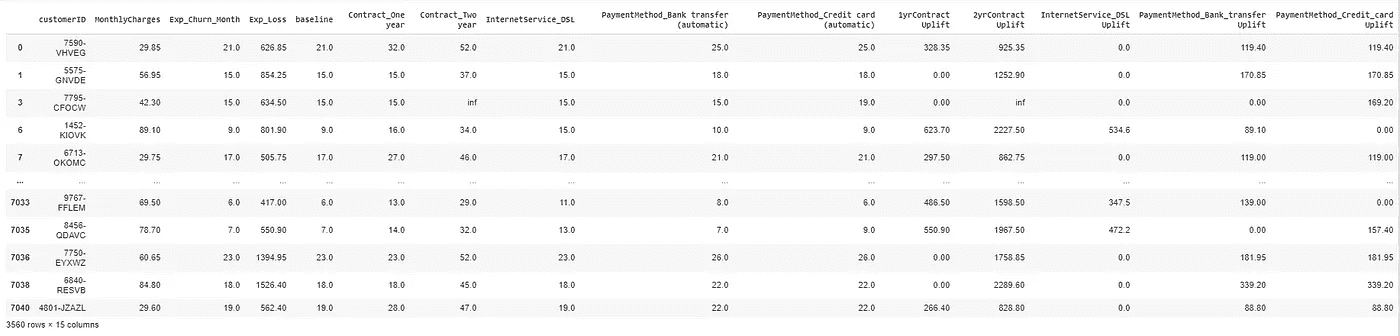 customerID MonthlyCharges Exp_Churn_Month Exp_Loss baseline Contract_One year Contract_Two year InternetService_DSL PaymentMethod_Bank transfer (automatic) PaymentMethod_Credit card (automatic) 1yrContract Uplift 2yrContract Uplift InternetService_DSL Uplift PaymentMethod_Bank_transfer Uplift PaymentMethod_Credit_card Uplift
0 7590-VHVEG 29.85 21.0 626.85 21.0 32.0 52.0 21.0 25.0 25.0 328.35 925.35 0.0 119.40 119.40
1 5575-GNVDE 56.95 15.0 854.25 15.0 15.0 37.0 15.0 18.0 18.0 0.00 1252.90 0.0 170.85 170.85
3 7795-CFOCW 42.30 15.0 634.50 15.0 15.0 inf 15.0 15.0 19.0 0.00 inf 0.0 0.00 169.20
6 1452-KIOVK 89.10 9.0 801.90 9.0 16.0 34.0 15.0 10.0 9.0 623.70 2227.50 534.6 89.10 0.00
7 6713-OKOMC 29.75 17.0 505.75 17.0 27.0 46.0 17.0 21.0 21.0 297.50 862.75 0.0 119.00 119.00
... ... ... ... ... ... ... ... ... ... ... ... ... ... ... ...
7033 9767-FFLEM 69.50 6.0 417.00 6.0 13.0 29.0 11.0 8.0 6.0 486.50 1598.50 347.5 139.00 0.00
7035 8456-QDAVC 78.70 7.0 550.90 7.0 14.0 32.0 13.0 7.0 9.0 550.90 1967.50 472.2 0.00 157.40
7036 7750-EYXWZ 60.65 23.0 1394.95 23.0 23.0 52.0 23.0 26.0 26.0 0.00 1758.85 0.0 181.95 181.95
7038 6840-RESVB 84.80 18.0 1526.40 18.0 18.0 45.0 18.0 22.0 22.0 0.00 2289.60 0.0 339.20 339.20
7040 4801-JZAZL 29.60 19.0 562.40 19.0 28.0 47.0 19.0 22.0 22.0 266.40 828.80 0.0 88.80 88.80
3560 rows × 15 columns